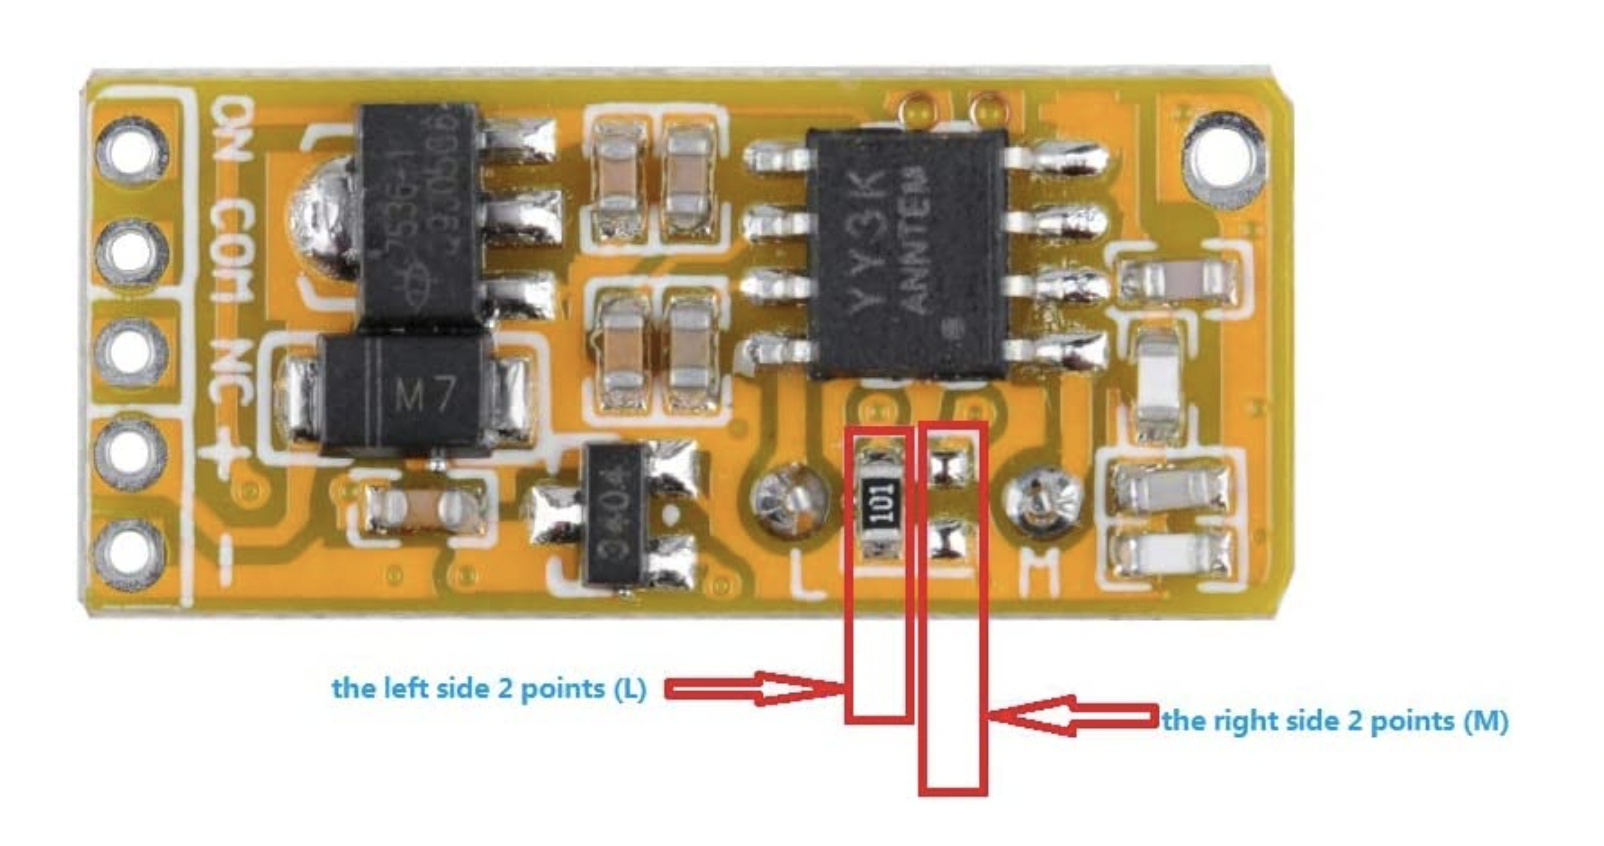 ON COM NC + -
7536-1
M7
3404
YY3K
ANNTEM
L
101
M
the left side 2 points (L)
the right side 2 points (M)